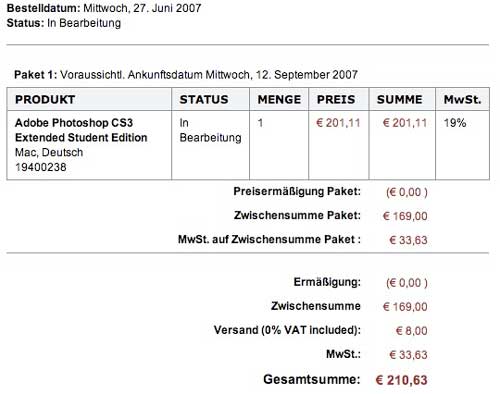 Bestelldatum: Mittwoch, 27. Juni 2007
Status: In Bearbeitung
Paket 1: Voraussichtl. Ankunftsdatum Mittwoch, 12. September 2007
PRODUKT STATUS MENGE PREIS SUMME MwSt.
Adobe Photoshop CS3 In 1 € 201,11 € 201,11 19%
Extended Student Edition Bearbeitung
Mac, Deutsch
19400238
Preisermäßigung Paket: (€ 0,00 )
Zwischensumme Paket: € 169,00
MwSt. auf Zwischensumme Paket : € 33,63
Ermäßigung: (€ 0,00 )
Zwischensumme € 169,00
Versand (0% VAT included): € 8,00
MwSt.: € 33,63
Gesamtsumme: € 210,63